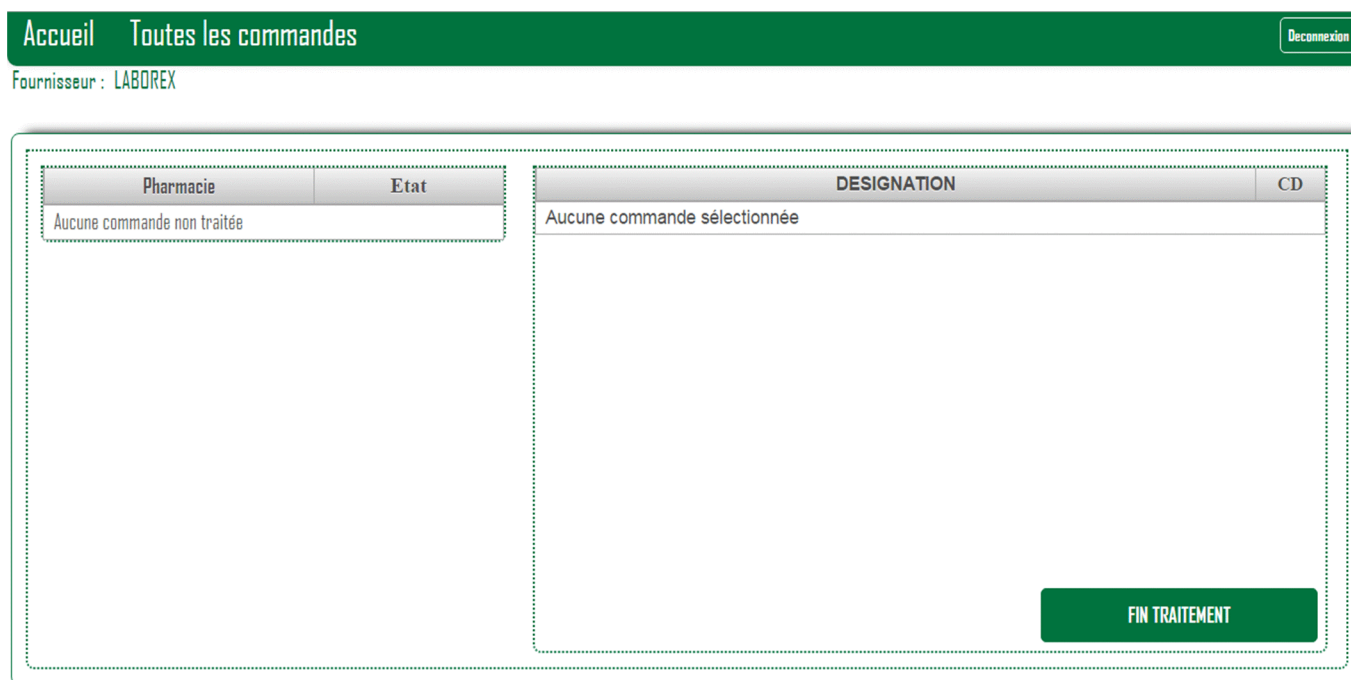 Accueil Toutes les commandes Deconnexion
Fournisseur : LABOREX
Pharmacie Etat
Aucune commande non traitée
DESIGNATION CD
Aucune commande sélectionnée
FIN TRAITEMENT